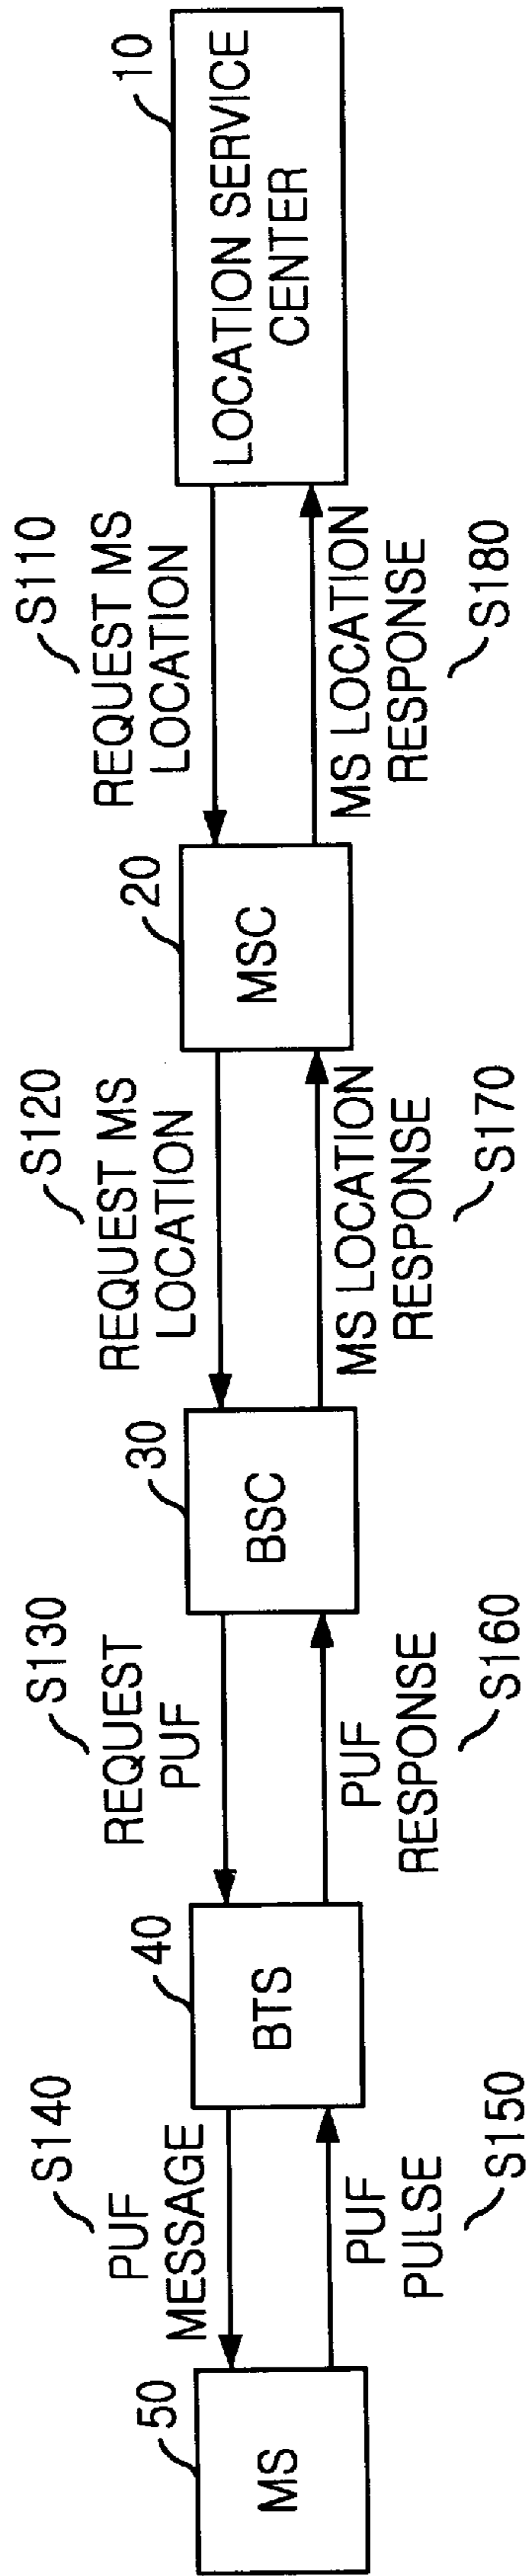 50
MS
S140
PUF
MESSAGE
PUF
PULSE
S150
40
BTS
S130
REQUEST
PUF
PUF
RESPONSE
S160
30
BSC
S120
REQUEST MS
LOCATION
MS LOCATION
RESPONSE
S170
20
MSC
S110
REQUEST MS
LOCATION
MS LOCATION
RESPONSE
S180
10
LOCATION SERVICE
CENTER